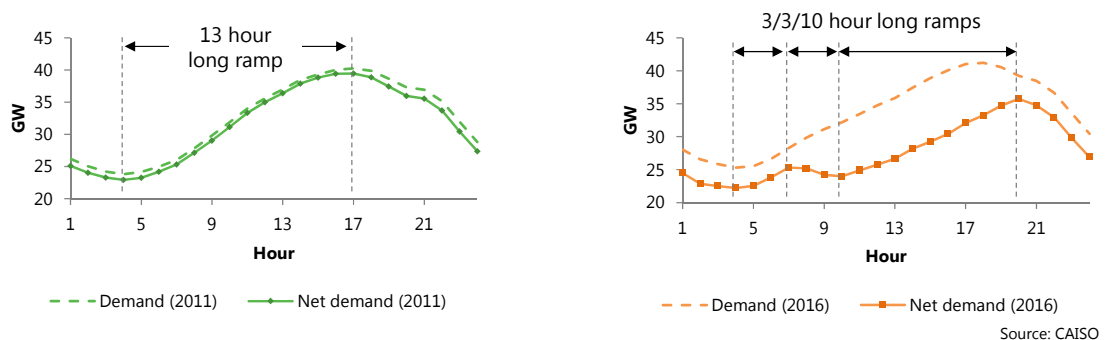 13 hour
long ramp
45
40
35
30
25
20
GW
1
5
9
13
17
21
Hour
Demand (2011)
Net demand (2011)
3/3/10 hour long ramps
45
40
35
30
25
20
GW
1
5
9
13
17
21
Hour
Demand (2016)
Net demand (2016)
Source: CAISO